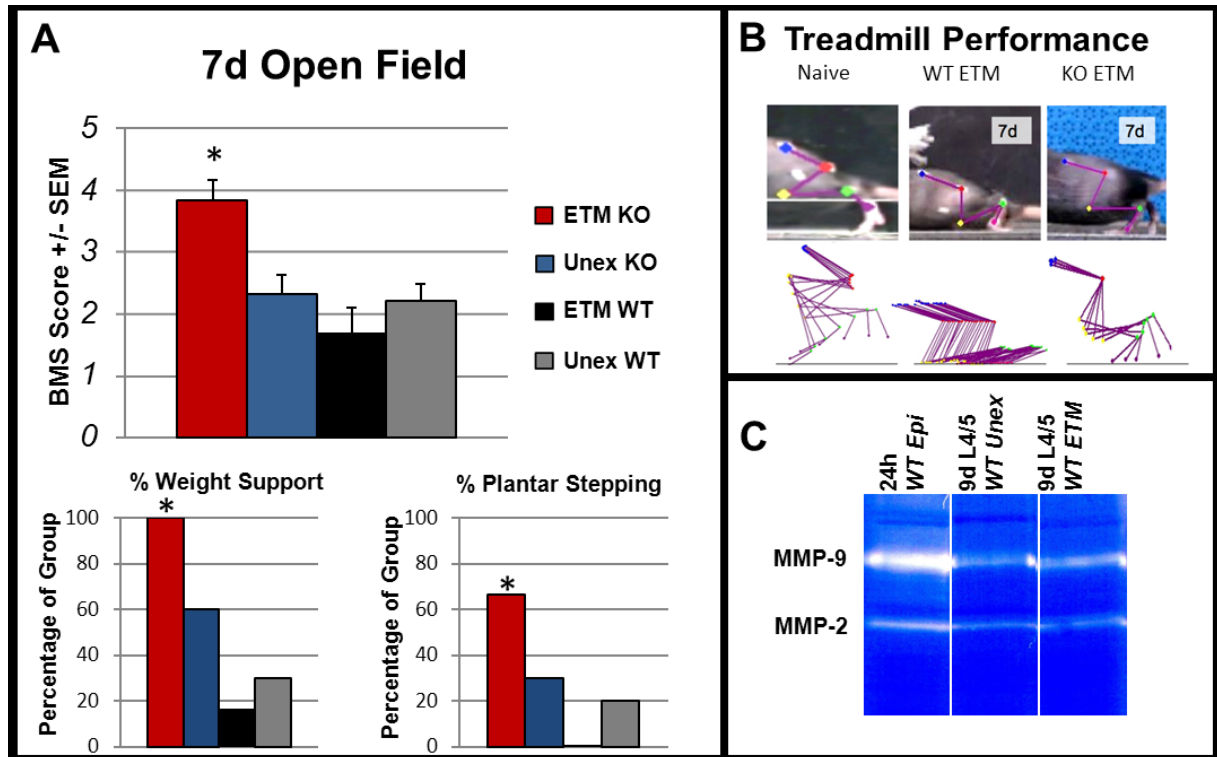 A
7d Open Field
BMS Score +/- SEM
5
4
3
2
1
0
*
ETM KO
Unex KO
ETM WT
Unex WT
% Weight Support
Percentage of Group
100
80
60
40
20
0
*
% Plantar Stepping
Percentage of Group
100
80
60
40
20
0
*
B Treadmill Performance
Naive WT ETM KO ETM
7d 7d
C
24h
WT Epi
9d L4/5
WT Unex
9d L4/5
WT ETM
MMP-9
MMP-2